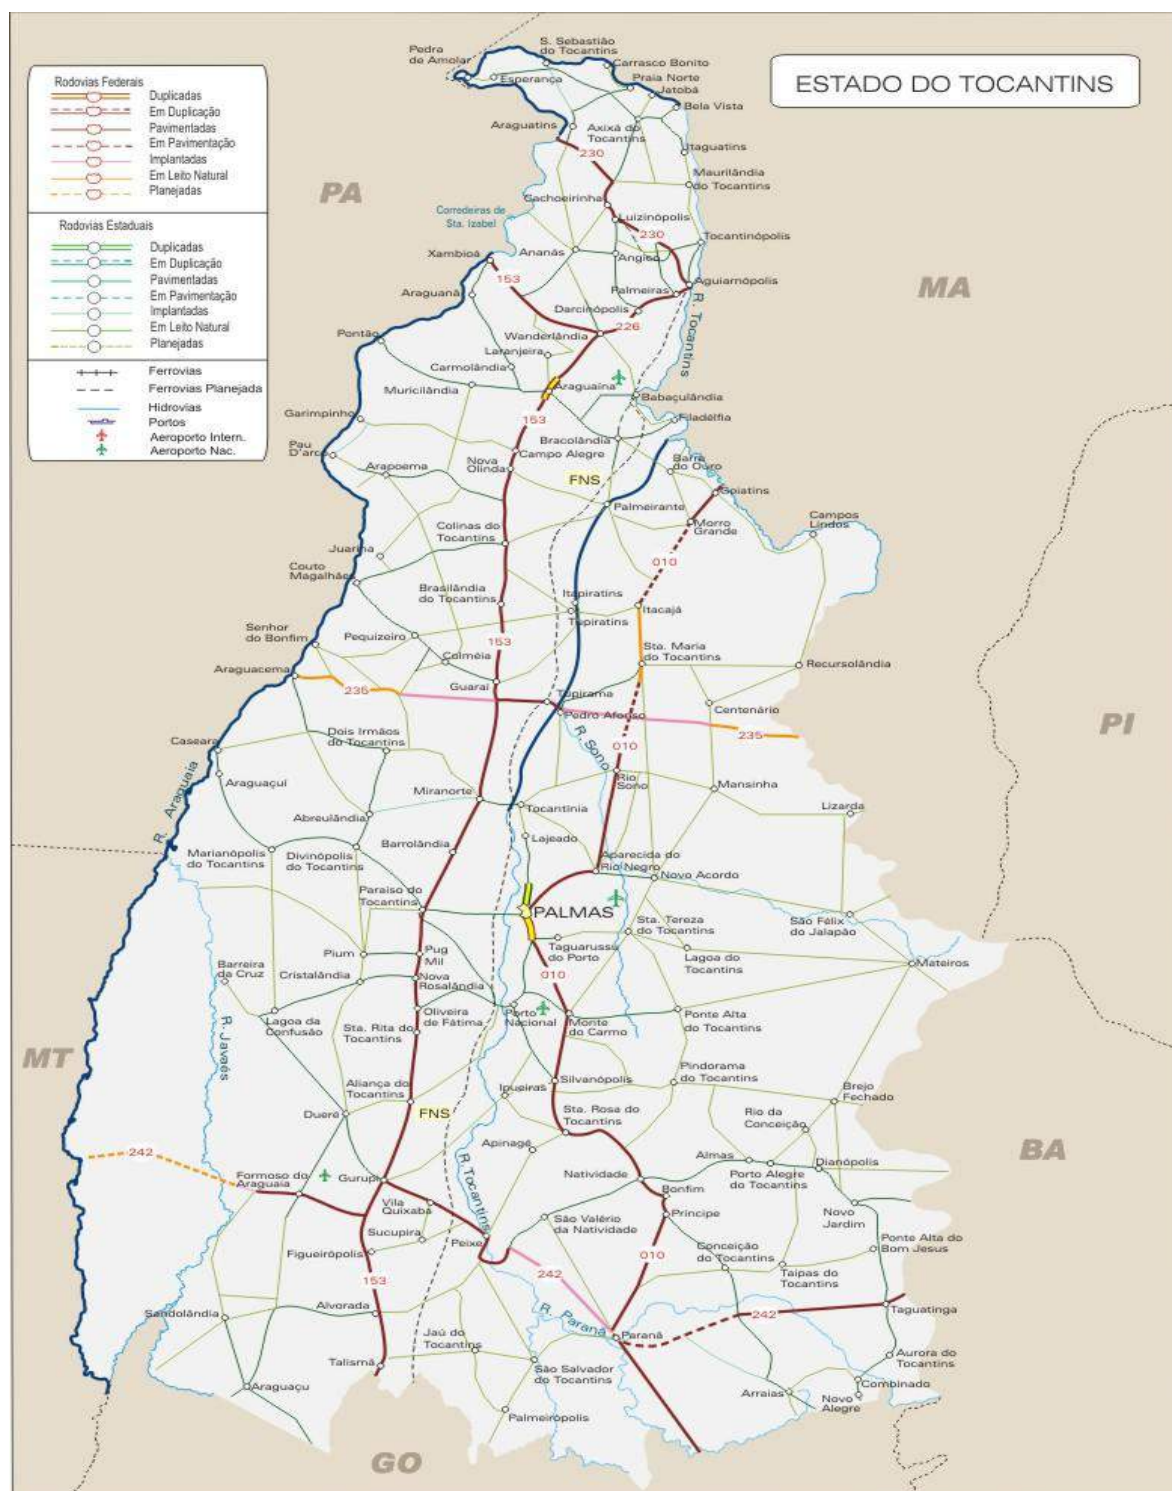 ESTADO DO TOCANTINS
Rodovias Federais
Duplicadas
Em Duplicação
Pavimentadas
Em Pavimentação
Implantadas
Em Leito Natural
Planejadas
Rodovias Estaduais
Duplicadas
Em Duplicação
Pavimentadas
Em Pavimentação
Implantadas
Em Leito Natural
Planejadas
Ferrovias
Ferrovias Planejada
Hidrovias
Portos
Aeroporto Intern.
Aeroporto Nac.
Pedra
de Amolar
S. Sebastião
do Tocantins
Carrasco Bonito
Esperança
Praia Norte
Jatobá
Bela Vista
Araguatins
Axixá do
Tocantins
Itaguatins
230
PA
Maurilândia
do Tocantins
Cachoeirinha
Corredeiras de
Sta. Izabel
Luzinópolis
230
Tocantinópolis
Xambioá
Ananás
Angico
153
Aguiarnópolis
MA
Araguanã
Palmeiras
Darcinópolis
R. Tocantins
226
Pontão
Wanderlândia
Laranjeira
Carmolândia
Muricilândia
Araguaína
Babaçulândia
Garimpinho
153
Filadélfia
Pau
D'arco
Bracolândia
Campo Alegre
Nova
Olinda
Barra
do Ouro
Arapoema
FNS
Goiatins
Palmeirante
Campos
Lindos
Colinas do
Tocantins
Morro
Grande
Juarina
Couto
Magalhães
010
Brasilândia
do Tocantins
Itapiratins
Itacajá
Tupiratins
Senhor
do Bonfim
Pequizeiro
153
Sta. Maria
do Tocantins
Colméia
Recursolândia
Araguacema
Guaraí
235
Tupirama
Pedro Afonso
Centenário
PI
Dois Irmãos
do Tocantins
R. Sono
010
235
Caseara
R. Araguaia
Araguaçuí
Rio
Sono
Mansinha
Miranorte
Tocantínia
Lizarda
Abreulândia
Lajeado
Marianópolis
do Tocantins
Divinópolis
do Tocantins
Barrolândia
Aparecida do
Rio Negro
Novo Acordo
Paraiso do
Tocantins
PALMAS
São Félix
do Jalapão
Sta. Tereza
do Tocantins
Taguarussu
do Porto
Pium
Pug
Mil
Lagoa do
Tocantins
Mateiros
Barreira
da Cruz
Cristalândia
Nova
Rosalândia
010
Oliveira
de Fátima
Porto
Nacional
Monte
do Carmo
Ponte Alta
do Tocantins
Lagoa da
Confusão
Sta. Rita do
Tocantins
R. Javaés
MT
Pindorama
do Tocantins
Silvanópolis
Ipueiras
Aliança do
Tocantins
Brejo
Fechado
Dueré
FNS
Sta. Rosa do
Tocantins
Rio da
Conceição
BA
Apinagé
242
Almas
Dianópolis
R. Tocantins
Formoso do
Araguaia
Gurupi
Natividade
Porto Alegre
do Tocantins
Bonfim
Vila
Quixaba
Príncipe
São Valério
da Natividade
Novo
Jardim
Sucupira
Peixe
Ponte Alta do
Bom Jesus
Figueirópolis
010
Conceição
do Tocantins
242
Taipas do
Tocantins
153
Sandolândia
Alvorada
R. Paranã
242
Taguatinga
Jaú do
Tocantins
Paranã
Talismã
São Salvador
do Tocantins
Aurora do
Tocantins
Araguaçu
Combinado
Arraias
Novo
Alegre
Palmeirópolis
GO